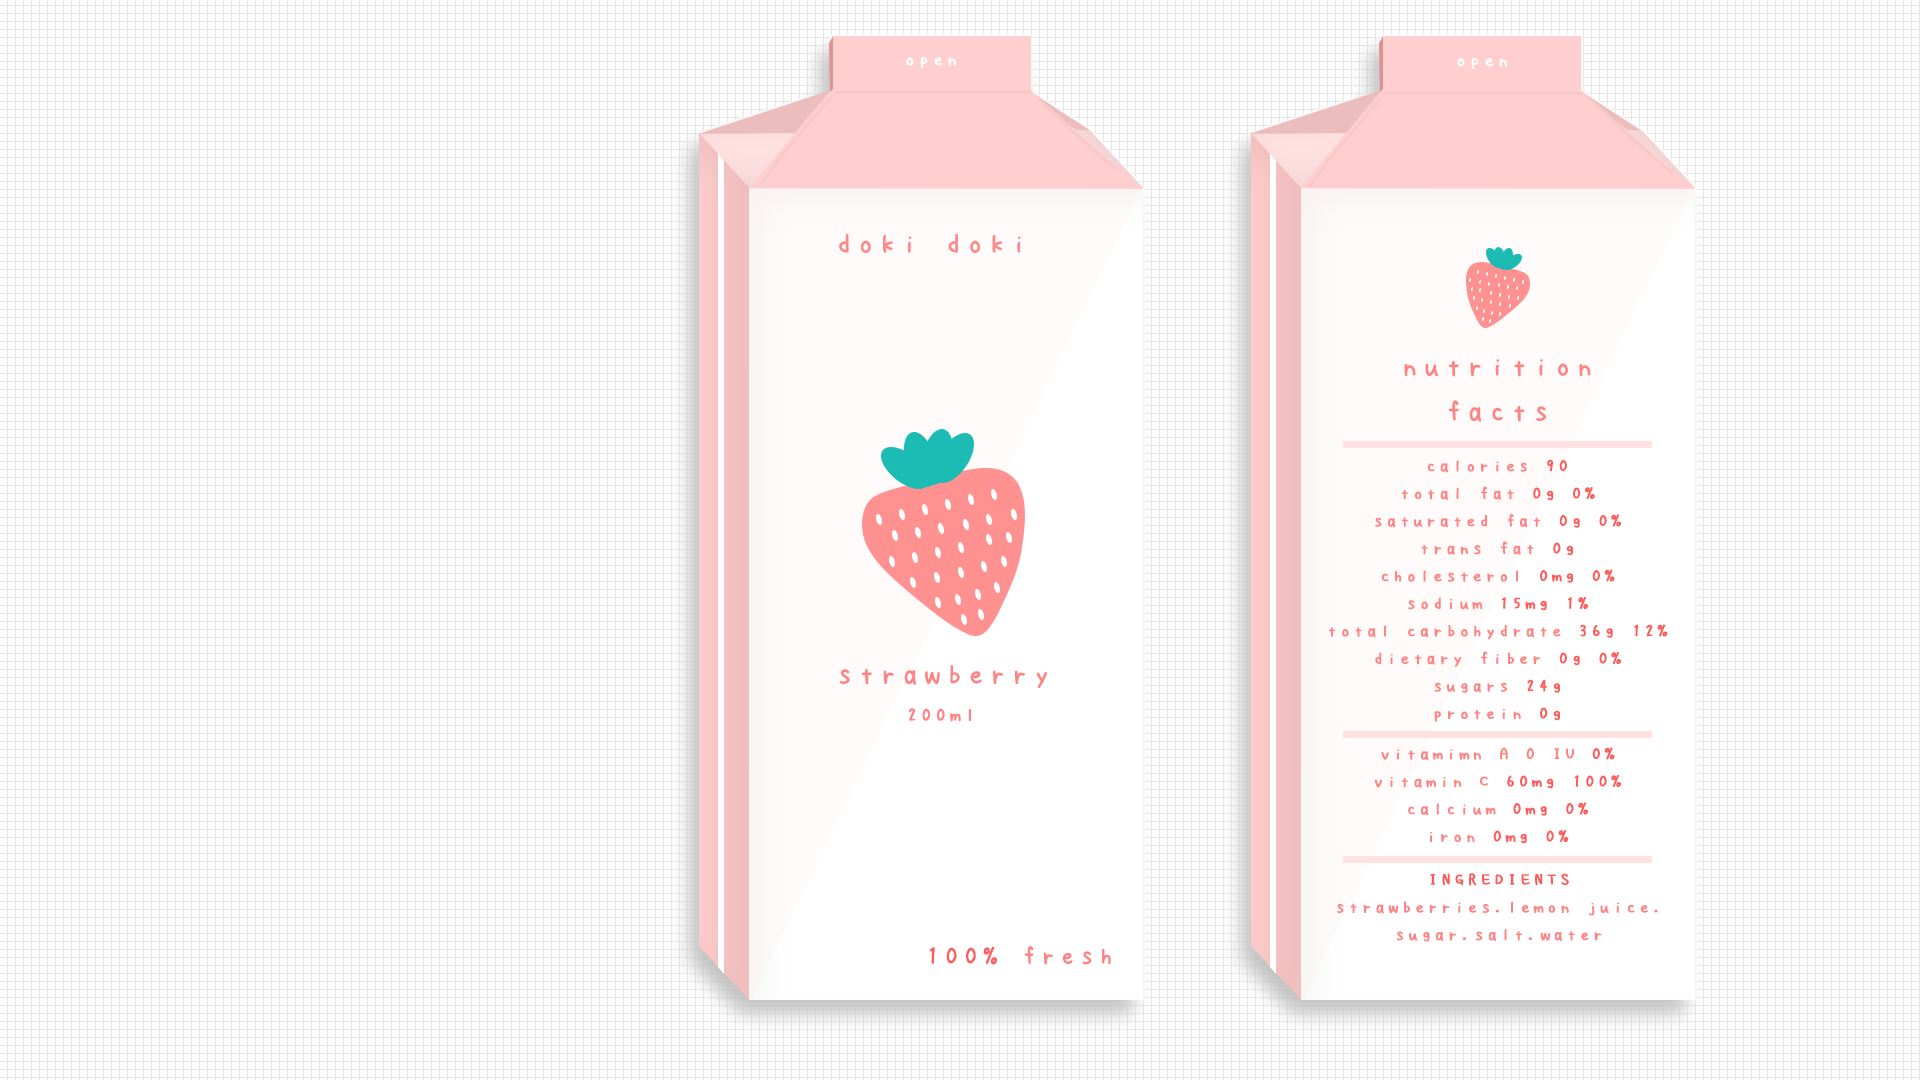 open
doki doki
strawberry
200ml
100% fresh
open
nutrition
facts
calories 90
total fat 0g 0%
saturated fat 0g 0%
trans fat 0g
cholesterol 0mg 0%
sodium 15mg 1%
total carbohydrate 36g 12%
dietary fiber 0g 0%
sugars 24g
protein 0g
vitamimn A 0 IU 0%
vitamin C 60mg 100%
calcium 0mg 0%
iron 0mg 0%
INGREDIENTS
strawberries.lemon juice.
sugar.salt.water